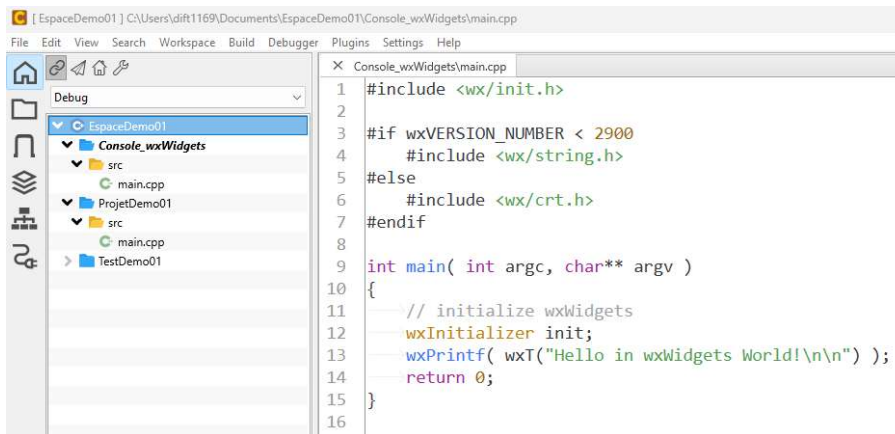 [ EspaceDemo01 ] C:\Users\dift1169\Documents\EspaceDemo01\Console_wxWidgets\main.cpp
File Edit View Search Workspace Build Debugger Plugins Settings Help
Debug
EspaceDemo01
Console_wxWidgets
src
main.cpp
ProjetDemo01
src
main.cpp
TestDemo01
Console_wxWidgets\main.cpp
1 #include <wx/init.h>
2
3 #if wxVERSION_NUMBER < 2900
4     #include <wx/string.h>
5 #else
6     #include <wx/crt.h>
7 #endif
8
9 int main( int argc, char** argv )
10 {
11     // initialize wxWidgets
12     wxInitializer init;
13     wxPrintf( wxT("Hello in wxWidgets World!\n\n") );
14     return 0;
15 }
16